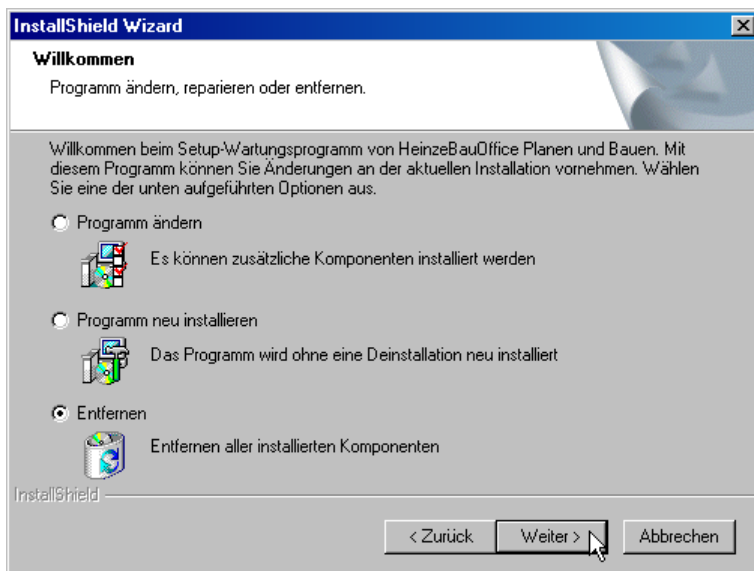 InstallShield Wizard
Willkommen
Programm ändern, reparieren oder entfernen.
Willkommen beim Setup-Wartungsprogramm von HeinzeBauOffice Planen und Bauen. Mit
diesem Programm können Sie Änderungen an der aktuellen Installation vornehmen. Wählen
Sie eine der unten aufgeführten Optionen aus.
Programm ändern
Es können zusätzliche Komponenten installiert werden
Programm neu installieren
Das Programm wird ohne eine Deinstallation neu installiert
Entfernen
Entfernen aller installierten Komponenten
InstallShield
< Zurück Weiter > Abbrechen